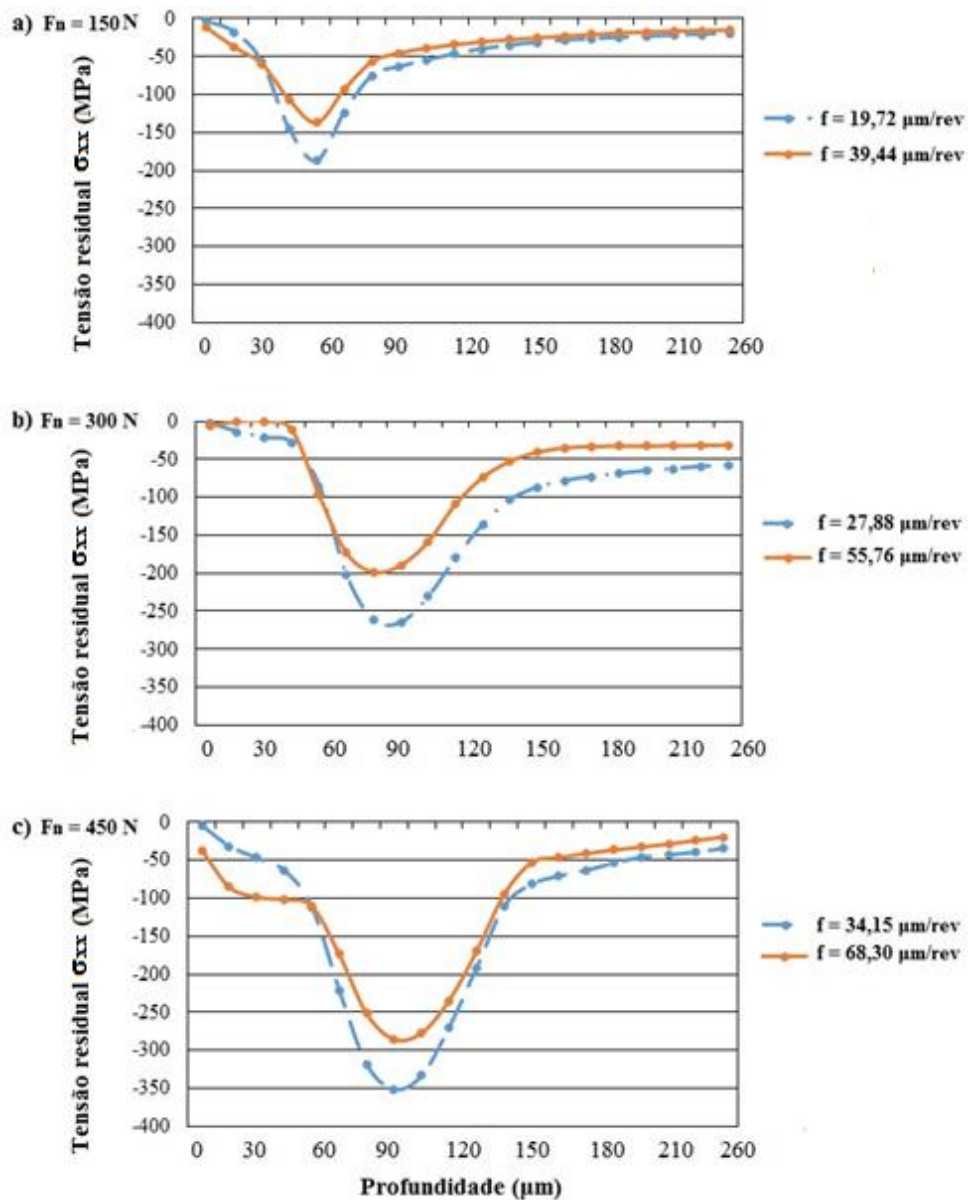 a) Fn = 150 N
Tensão residual σxx (MPa)
0
-50
-100
-150
-200
-250
-300
-350
-400
0 30 60 90 120 150 180 210 260
f = 19,72 µm/rev
f = 39,44 µm/rev
b) Fn = 300 N
Tensão residual σxx (MPa)
0
-50
-100
-150
-200
-250
-300
-350
-400
0 30 60 90 120 150 180 210 260
f = 27,88 µm/rev
f = 55,76 µm/rev
c) Fn = 450 N
Tensão residual σxx (MPa)
0
-50
-100
-150
-200
-250
-300
-350
-400
0 30 60 90 120 150 180 210 260
f = 34,15 µm/rev
f = 68,30 µm/rev
Profundidade (µm)